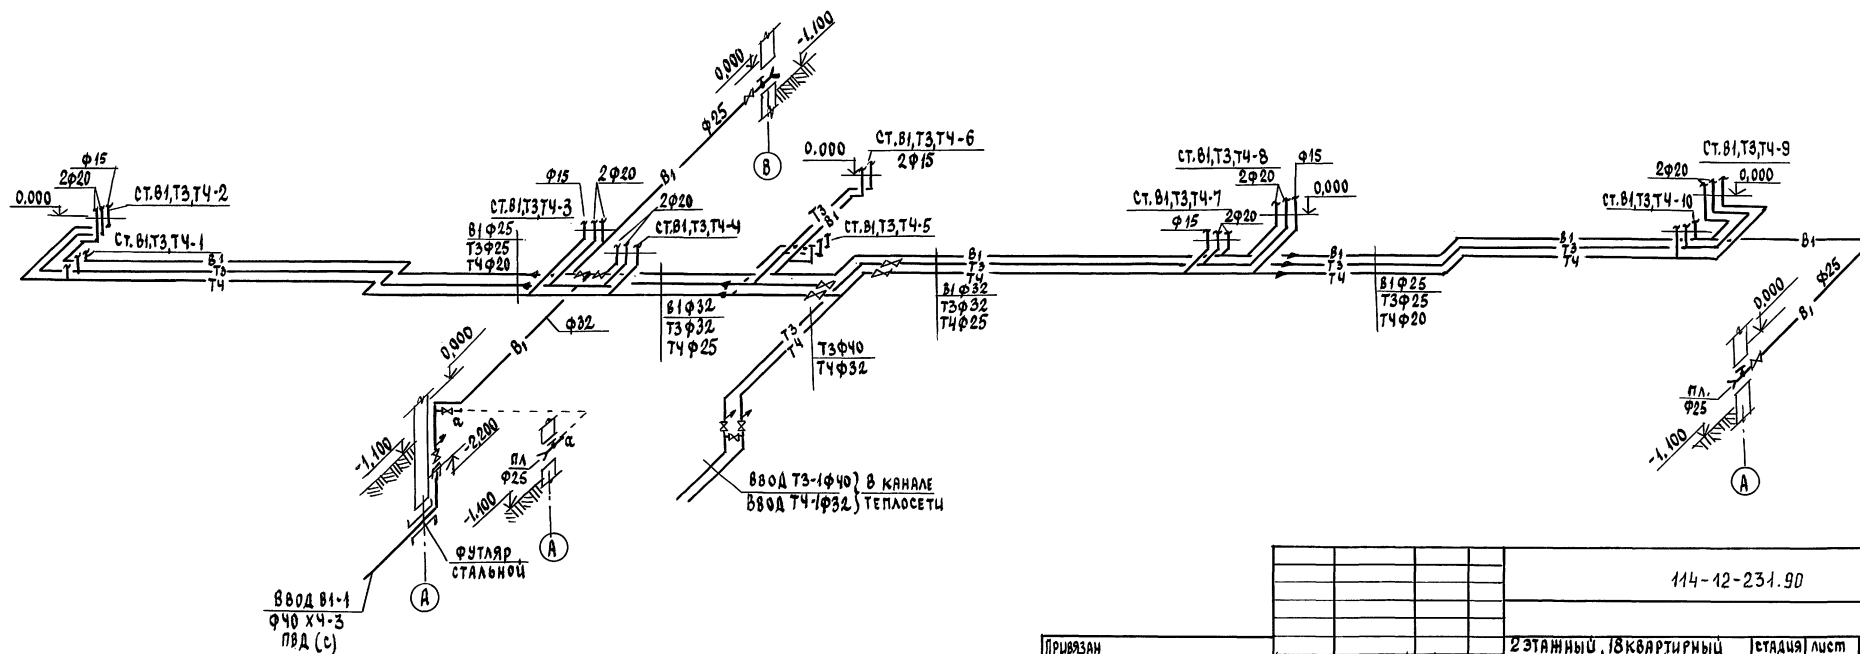 -1.100
0,000
ф25
В
В1
ф15
2ф20
0.000
СТ.В1,Т3,Т4-2
СТ.В1,Т3,Т4-1
В1
Т3
Т4
ф15
2ф20
СТ.В1,Т3,Т4-3
В1ф25
Т3ф25
Т4ф20
2ф20
СТ.В1,Т3,Т4-4
0.000
СТ.В1,Т3,Т4-6
2ф15
Т3
В1
СТ.В1,Т3,Т4-5
В1
Т3
Т4
СТ.В1,Т3,Т4-8
2ф20
ф15
0,000
СТ.В1,Т3,Т4-7
ф15
2ф20
В1
Т3
Т4
СТ.В1,Т3,Т4-9
2ф20
0,000
СТ.В1,Т3,Т4-10
В1
Т3
Т4
В1
ф25
В1ф32
Т3ф32
Т4ф25
В1ф32
Т3ф32
Т4ф25
В1ф25
Т3ф25
Т4ф20
ф32
В1
0,000
Т3
Т4
Т3ф40
Т4ф32
0,000
В1
ПЛ.
ф25
-1.100
А
а
-2,200
-1,100
а
ПЛ
ф25
-1.100
А
ВВОД Т3-1ф40 } В КАНАЛЕ
ВВОД Т4-1ф32 } ТЕПЛОСЕТИ
ФУТЛЯР
СТАЛЬНОЙ
А
ВВОД В1-1
ф40 Х4-3
ПВД (С)
114-12-231.90
ПРИВЯЗАН
2 ЭТАЖНЫЙ, 18 КВАРТИРНЫЙ
СТАДИЯ
ЛИСТ